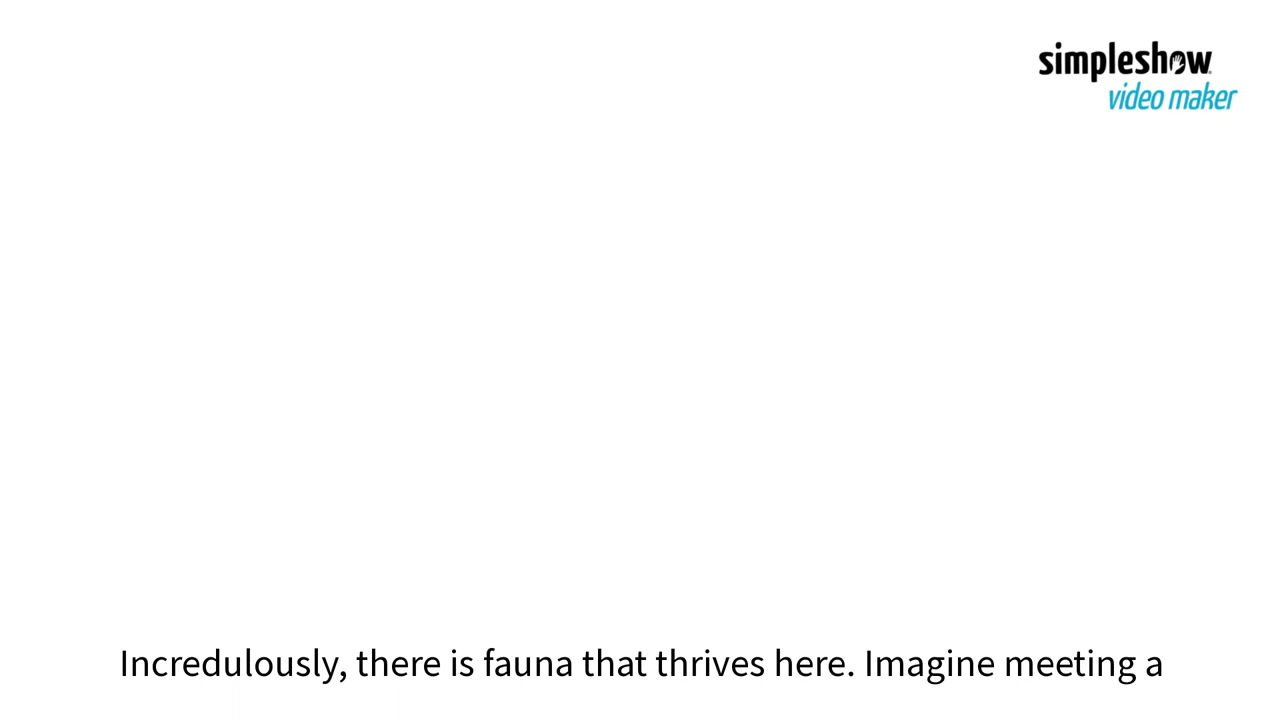 simpleshow
video maker
Incredulously, there is fauna that thrives here. Imagine meeting a